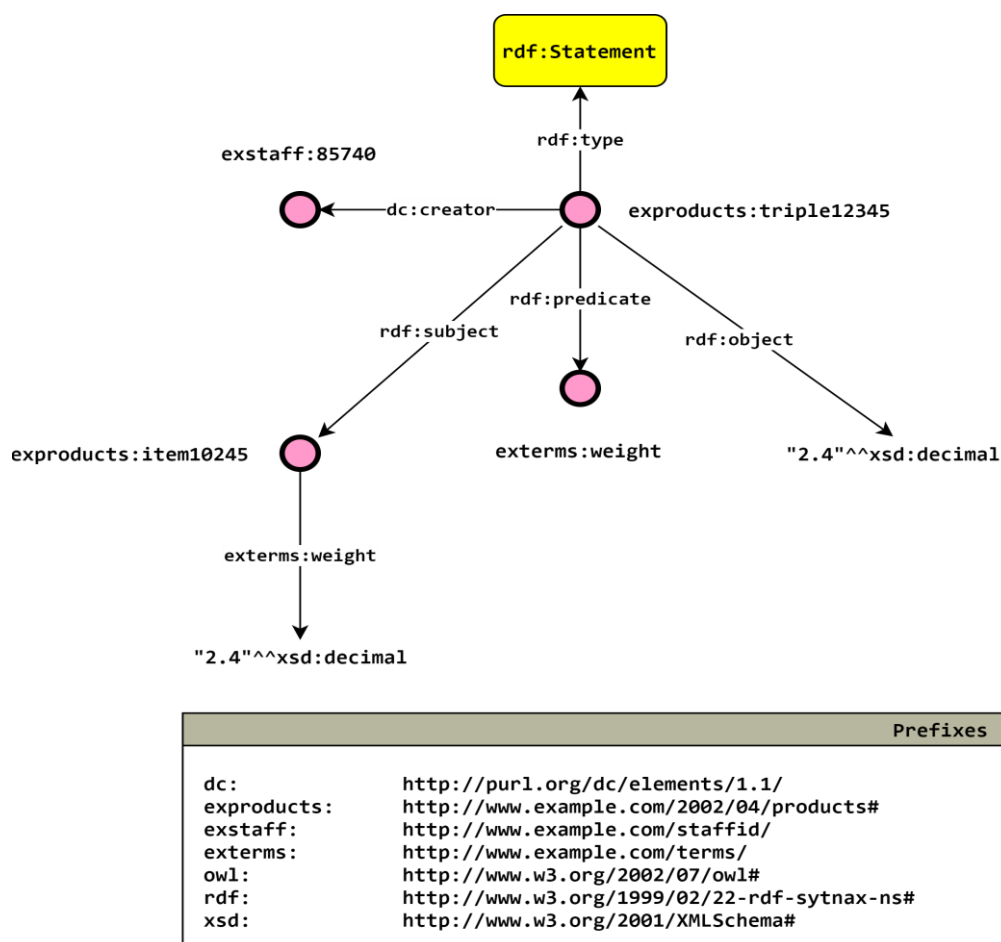 rdf:Statement
rdf:type
exstaff:85740
dc:creator
exproducts:triple12345
rdf:predicate
rdf:subject
rdf:object
exproducts:item10245
exterms:weight
"2.4"^^xsd:decimal
exterms:weight
"2.4"^^xsd:decimal
Prefixes
dc: http://purl.org/dc/elements/1.1/
exproducts: http://www.example.com/2002/04/products#
exstaff: http://www.example.com/staffid/
exterms: http://www.example.com/terms/
owl: http://www.w3.org/2002/07/owl#
rdf: http://www.w3.org/1999/02/22-rdf-sytnax-ns#
xsd: http://www.w3.org/2001/XMLSchema#